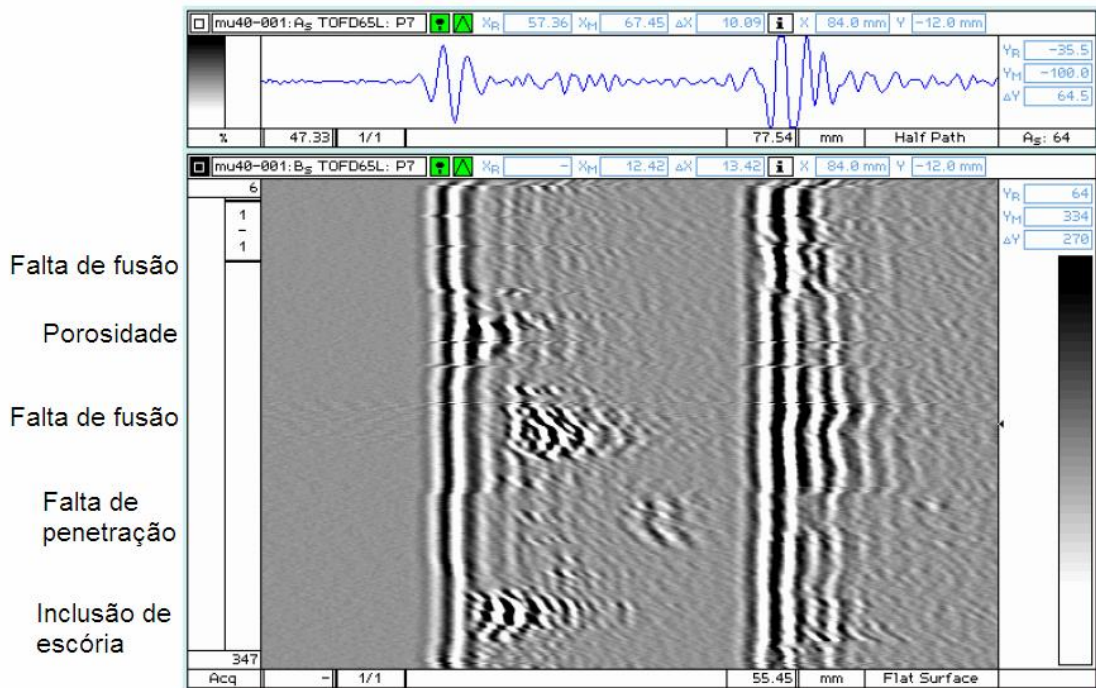 mu40-001:As TOFD65L: P7 XR 57.36 XM 67.45 ΔX 10.09 i X 84.0 mm Y -12.0 mm
YR -35.5
YM -100.0
ΔY 64.5
% 47.33 1/1 77.54 mm Half Path As: 64
mu40-001:Bs TOFD65L: P7 XR - XM 12.42 ΔX 13.42 i X 84.0 mm Y -12.0 mm
6
1
-
1
YR 64
YM 334
ΔY 270
Falta de fusão
Porosidade
Falta de fusão
Falta de
penetração
Inclusão de
escória
347
Acq - 1/1 55.45 mm Flat Surface